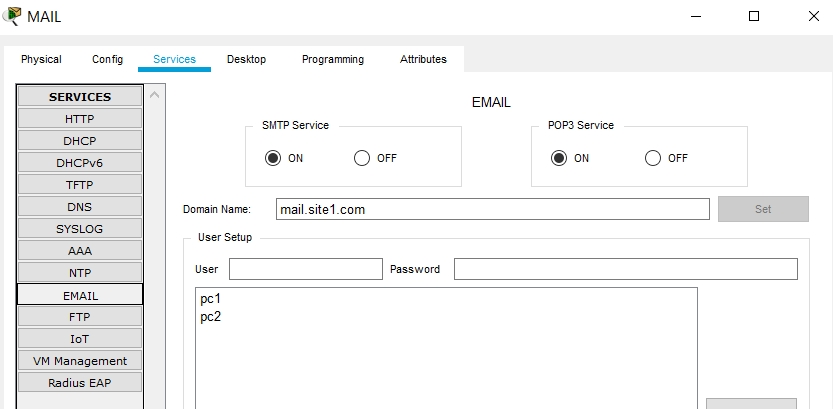 MAIL
Physical Config Services Desktop Programming Attributes
SERVICES
HTTP
DHCP
DHCPv6
TFTP
DNS
SYSLOG
AAA
NTP
EMAIL
FTP
IoT
VM Management
Radius EAP
EMAIL
SMTP Service
ON OFF
POP3 Service
ON OFF
Domain Name: mail.site1.com Set
User Setup
User Password
pc1
pc2